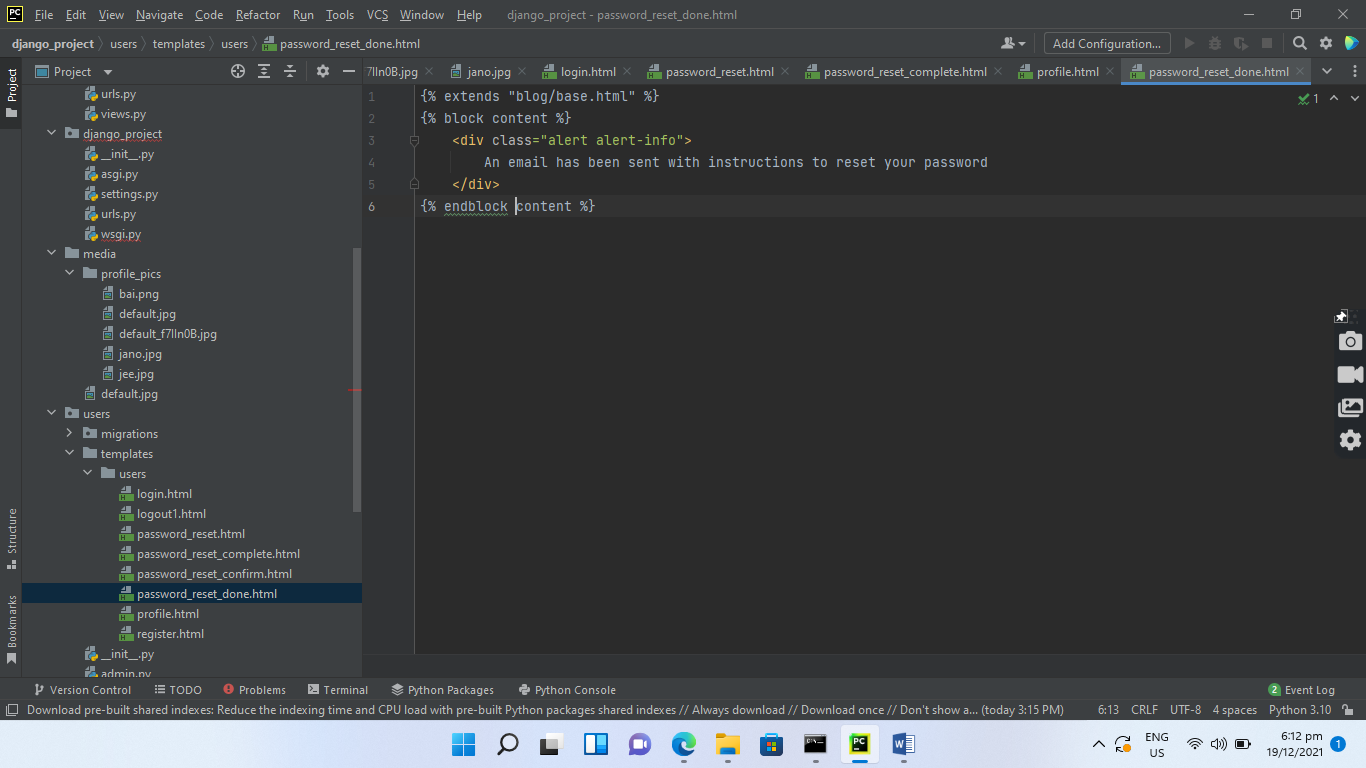 PC File Edit View Navigate Code Refactor Run Tools VCS Window Help django_project - password_reset_done.html
django_project users templates users password_reset_done.html Add Configuration...
Project 7lIn0B.jpg jano.jpg login.html password_reset.html password_reset_complete.html profile.html password_reset_done.html
Project
urls.py
views.py
django_project
__init__.py
asgi.py
settings.py
urls.py
wsgi.py
media
profile_pics
bai.png
default.jpg
default_f7lIn0B.jpg
jano.jpg
jee.jpg
default.jpg
users
migrations
templates
users
login.html
logout1.html
password_reset.html
password_reset_complete.html
password_reset_confirm.html
password_reset_done.html
profile.html
register.html
__init__.py
admin.py
Structure
Bookmarks
1 {% extends "blog/base.html" %}
2 {% block content %}
3 <div class="alert alert-info">
4 An email has been sent with instructions to reset your password
5 </div>
6 {% endblock content %}
1
Version Control TODO Problems Terminal Python Packages Python Console 2 Event Log
Download pre-built shared indexes: Reduce the indexing time and CPU load with pre-built Python packages shared indexes // Always download // Download once // Don't show a... (today 3:15 PM) 6:13 CRLF UTF-8 4 spaces Python 3.10
PC W ENG US 6:12 pm 19/12/2021 1